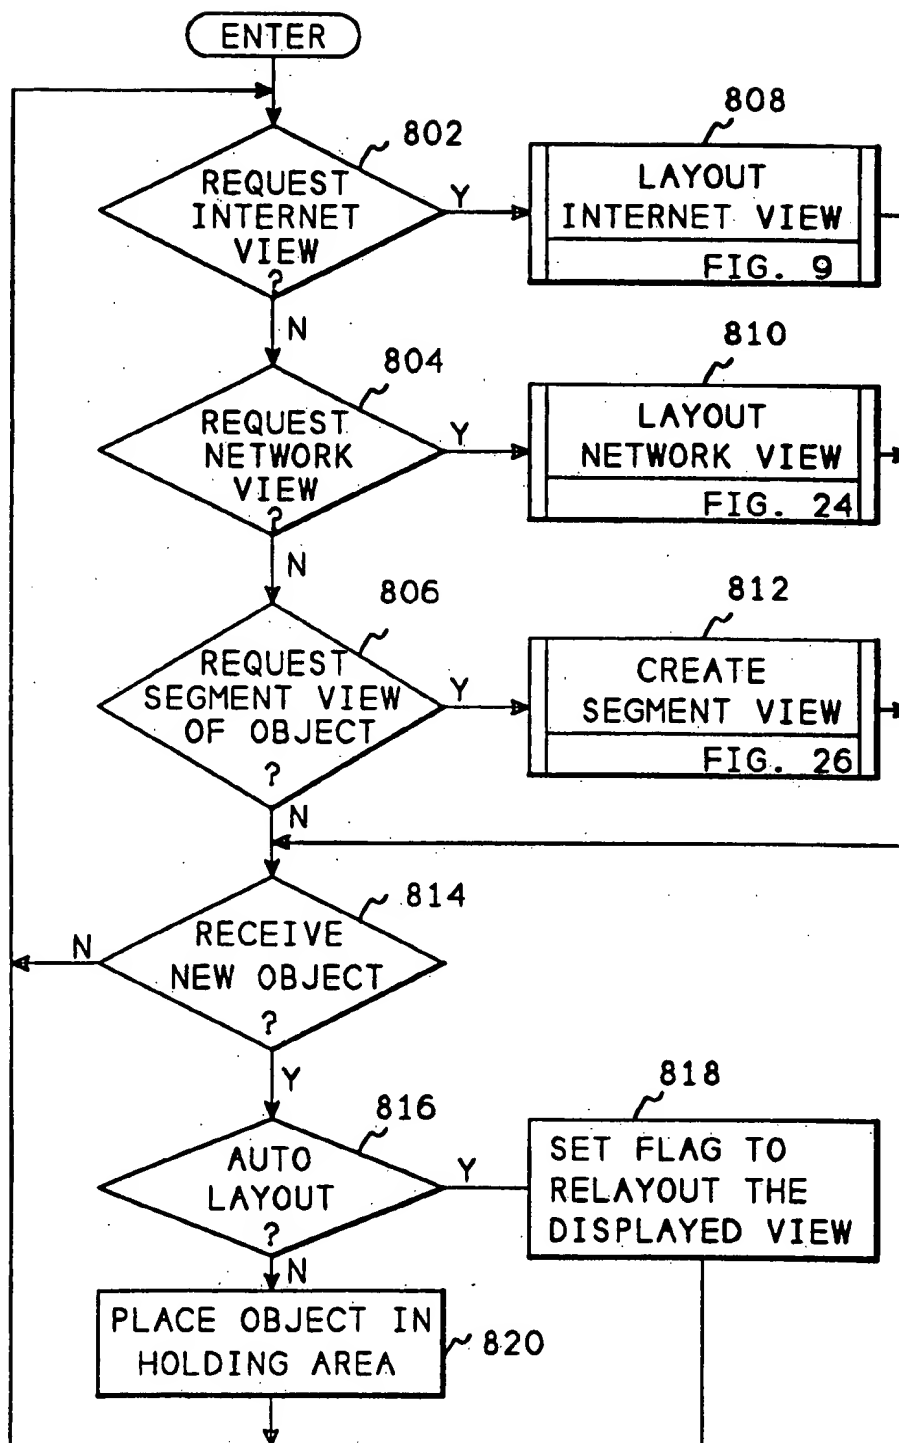 ENTER
802
REQUEST
INTERNET
VIEW
?
Y
N
808
LAYOUT
INTERNET VIEW
FIG. 9
804
REQUEST
NETWORK
VIEW
?
Y
N
810
LAYOUT
NETWORK VIEW
FIG. 24
806
REQUEST
SEGMENT VIEW
OF OBJECT
?
Y
N
812
CREATE
SEGMENT VIEW
FIG. 26
814
RECEIVE
NEW OBJECT
?
N
Y
816
AUTO
LAYOUT
?
Y
N
818
SET FLAG TO
RELAYOUT THE
DISPLAYED VIEW
PLACE OBJECT IN
HOLDING AREA
820